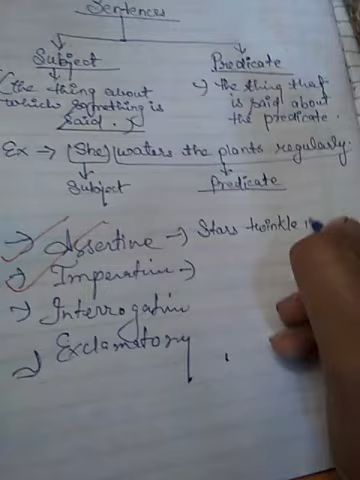 Sentences
Subject
Predicate
(the thing about
which something is
said.)
→ the thing that
is said about
the predicate.
Ex → (She) waters the plants regularly.
Subject
Predicate
→ Assertive → Stars twinkle
→ Imperative →
→ Interrogative
→ Exclamatory